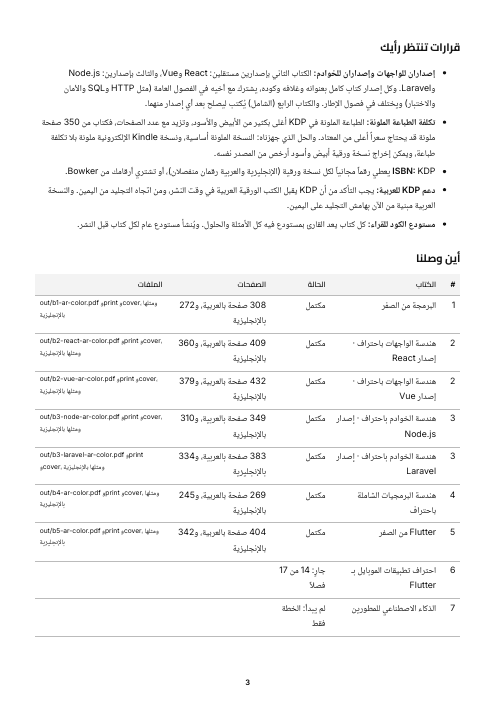 قرارات تنتظر رأيك
• إصداران للواجهات وإصداران للخوادم: الكتاب الثاني بإصدارين مستقلين: React وVue، والثالث بإصدارين: Node.js
وLaravel. وكل إصدار كتاب كامل بعنوانه وغلافه وكوده، يشترك مع أخيه في الفصول العامة (مثل HTTP وSQL والأمان
والاختبار) ويختلف في فصول الإطار. والكتاب الرابع (الشامل) يُكتب ليصلح بعد أي إصدار منهما.
• تكلفة الطباعة الملونة: الطباعة الملونة في KDP أغلى بكثير من الأبيض والأسود، وتزيد مع عدد الصفحات، فكتاب من 350 صفحة
ملونة قد يحتاج سعراً أعلى من المعتاد. والحل الذي جهزناه: النسخة الملونة أساسية، ونسخة Kindle الإلكترونية ملونة بلا تكلفة
طباعة، ويمكن إخراج نسخة ورقية أبيض وأسود أرخص من المصدر نفسه.
• ISBN: KDP يعطي رقماً مجانياً لكل نسخة ورقية (الإنجليزية والعربية رقمان منفصلان)، أو تشتري أرقامك من Bowker.
• دعم KDP للعربية: يجب التأكد من أن KDP يقبل الكتب الورقية العربية في وقت النشر، ومن اتجاه التجليد من اليمين. والنسخة
العربية مبنية من الآن بهامش التجليد على اليمين.
• مستودع الكود للقراء: كل كتاب يعد القارئ بمستودع فيه كل الأمثلة والحلول. ويُنشأ مستودع عام لكل كتاب قبل النشر.
أين وصلنا
# الكتاب الحالة الصفحات الملفات
1 البرمجة من الصفر مكتمل 308 صفحة بالعربية، و272 out/b1-ar-color.pdf وprint وcover، ومثلها
بالإنجليزية بالإنجليزية
2 هندسة الواجهات باحتراف · مكتمل 409 صفحة بالعربية، و360 out/b2-react-ar-color.pdf وprint وcover،
إصدار React بالإنجليزية ومثلها بالإنجليزية
2 هندسة الواجهات باحتراف · مكتمل 432 صفحة بالعربية، و379 out/b2-vue-ar-color.pdf وprint وcover،
إصدار Vue بالإنجليزية ومثلها بالإنجليزية
3 هندسة الخوادم باحتراف · إصدار مكتمل 349 صفحة بالعربية، و310 out/b3-node-ar-color.pdf وprint وcover،
Node.js بالإنجليزية ومثلها بالإنجليزية
3 هندسة الخوادم باحتراف · إصدار مكتمل 383 صفحة بالعربية، و334 out/b3-laravel-ar-color.pdf وprint
Laravel بالإنجليزية وcover، ومثلها بالإنجليزية
4 هندسة البرمجيات الشاملة مكتمل 269 صفحة بالعربية، و245 out/b4-ar-color.pdf وprint وcover، ومثلها
باحتراف بالإنجليزية بالإنجليزية
5 Flutter من الصفر مكتمل 404 صفحة بالعربية، و342 out/b5-ar-color.pdf وprint وcover، ومثلها
بالإنجليزية بالإنجليزية
6 احتراف تطبيقات الموبايل بـ جارٍ: 14 من 17
Flutter فصلاً
7 الذكاء الاصطناعي للمطورين لم يبدأ: الخطة
فقط
3